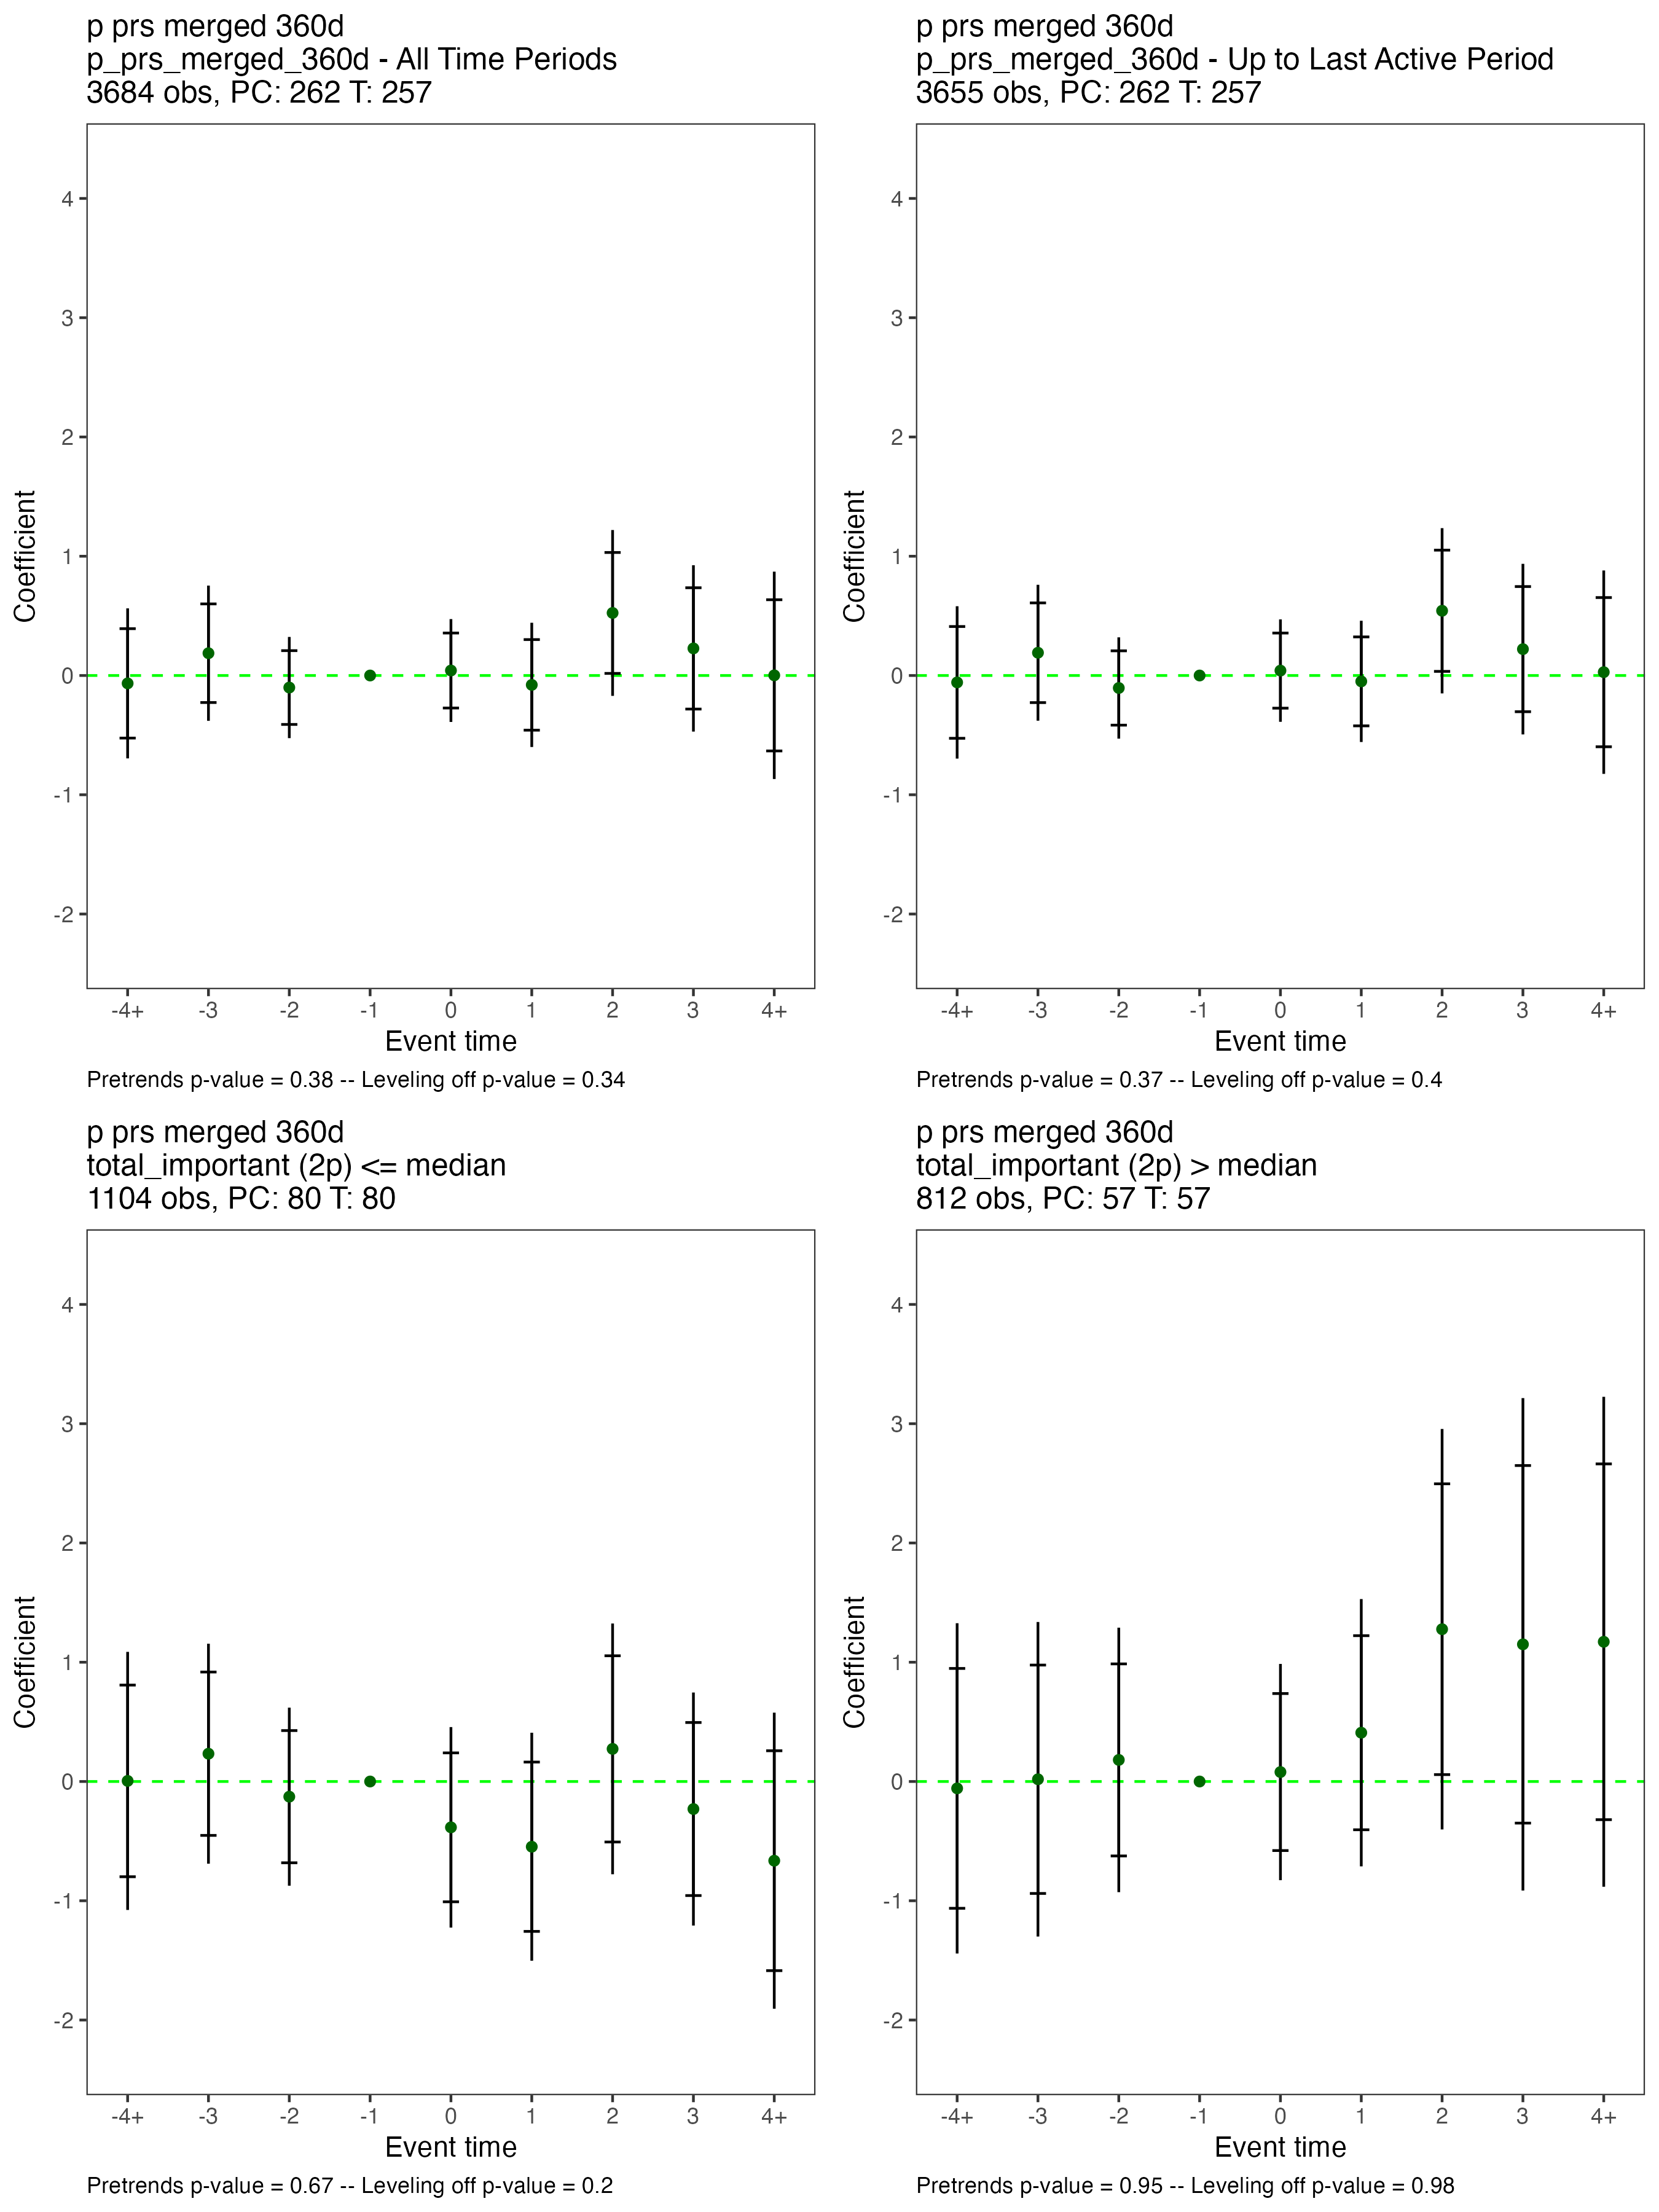 p prs merged 360d
p_prs_merged_360d - All Time Periods
3684 obs, PC: 262 T: 257
4
3
2
1
0
-1
-2
Coefficient
-4+ -3 -2 -1 0 1 2 3 4+
Event time
Pretrends p-value = 0.38 -- Leveling off p-value = 0.34
p prs merged 360d
p_prs_merged_360d - Up to Last Active Period
3655 obs, PC: 262 T: 257
4
3
2
1
0
-1
-2
Coefficient
-4+ -3 -2 -1 0 1 2 3 4+
Event time
Pretrends p-value = 0.37 -- Leveling off p-value = 0.4
p prs merged 360d
total_important (2p) <= median
1104 obs, PC: 80 T: 80
4
3
2
1
0
-1
-2
Coefficient
-4+ -3 -2 -1 0 1 2 3 4+
Event time
Pretrends p-value = 0.67 -- Leveling off p-value = 0.2
p prs merged 360d
total_important (2p) > median
812 obs, PC: 57 T: 57
4
3
2
1
0
-1
-2
Coefficient
-4+ -3 -2 -1 0 1 2 3 4+
Event time
Pretrends p-value = 0.95 -- Leveling off p-value = 0.98